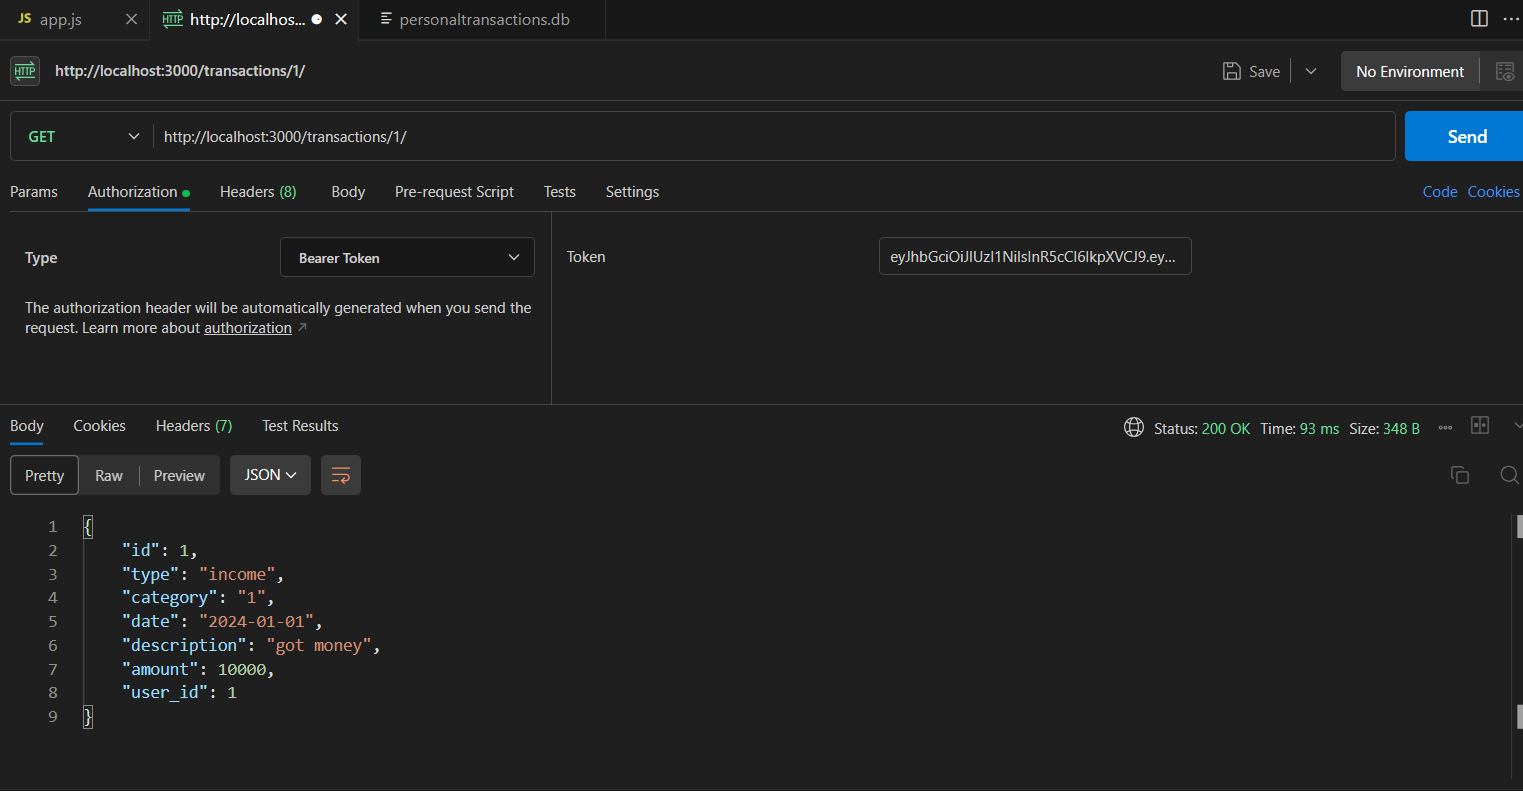 JS app.js HTTP http://localhos... personaltransactions.db
HTTP http://localhost:3000/transactions/1/ Save No Environment
GET http://localhost:3000/transactions/1/ Send
Params Authorization Headers (8) Body Pre-request Script Tests Settings Code Cookies
Type Bearer Token Token eyJhbGciOiJIUzI1NiIsInR5cCI6IkpXVCJ9.ey...
The authorization header will be automatically generated when you send the
request. Learn more about authorization
Body Cookies Headers (7) Test Results Status: 200 OK Time: 93 ms Size: 348 B
Pretty Raw Preview JSON
1 {
2 "id": 1,
3 "type": "income",
4 "category": "1",
5 "date": "2024-01-01",
6 "description": "got money",
7 "amount": 10000,
8 "user_id": 1
9 }